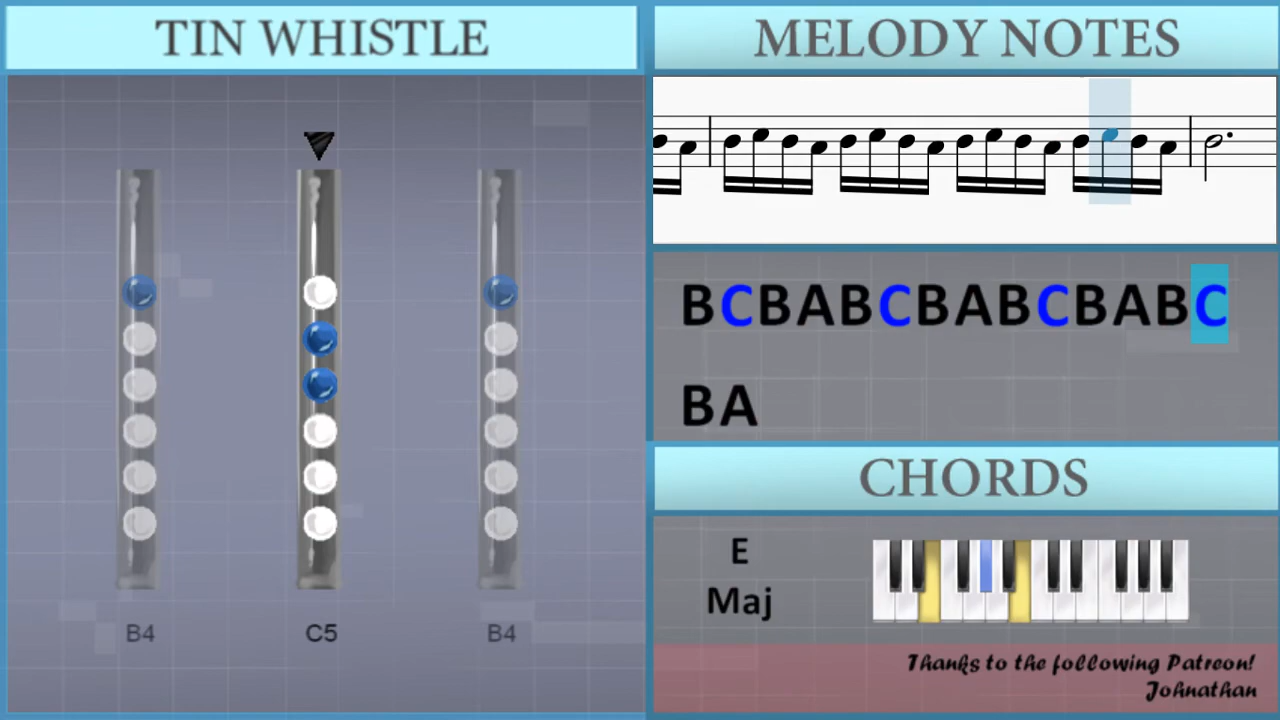 TIN WHISTLE
B4
C5
B4
MELODY NOTES
BCBABCBABCBABC
BA
CHORDS
E
Maj
Thanks to the following Patreon!
Johnathan